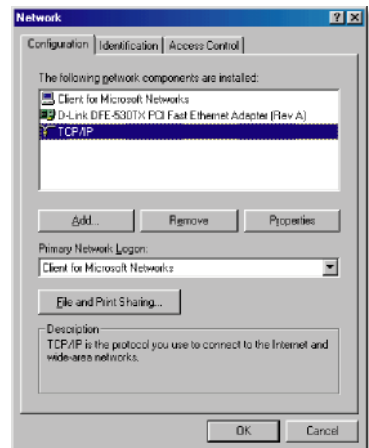 Network
Configuration Identification Access Control
The following network components are installed:
Client for Microsoft Networks
D-Link DFE-530TX PCI Fast Ethernet Adapter (Rev A)
TCP/IP
Add... Remove Properties
Primary Network Logon:
Client for Microsoft Networks
File and Print Sharing...
Description
TCP/IP is the protocol you use to connect to the Internet and
wide-area networks.
OK Cancel